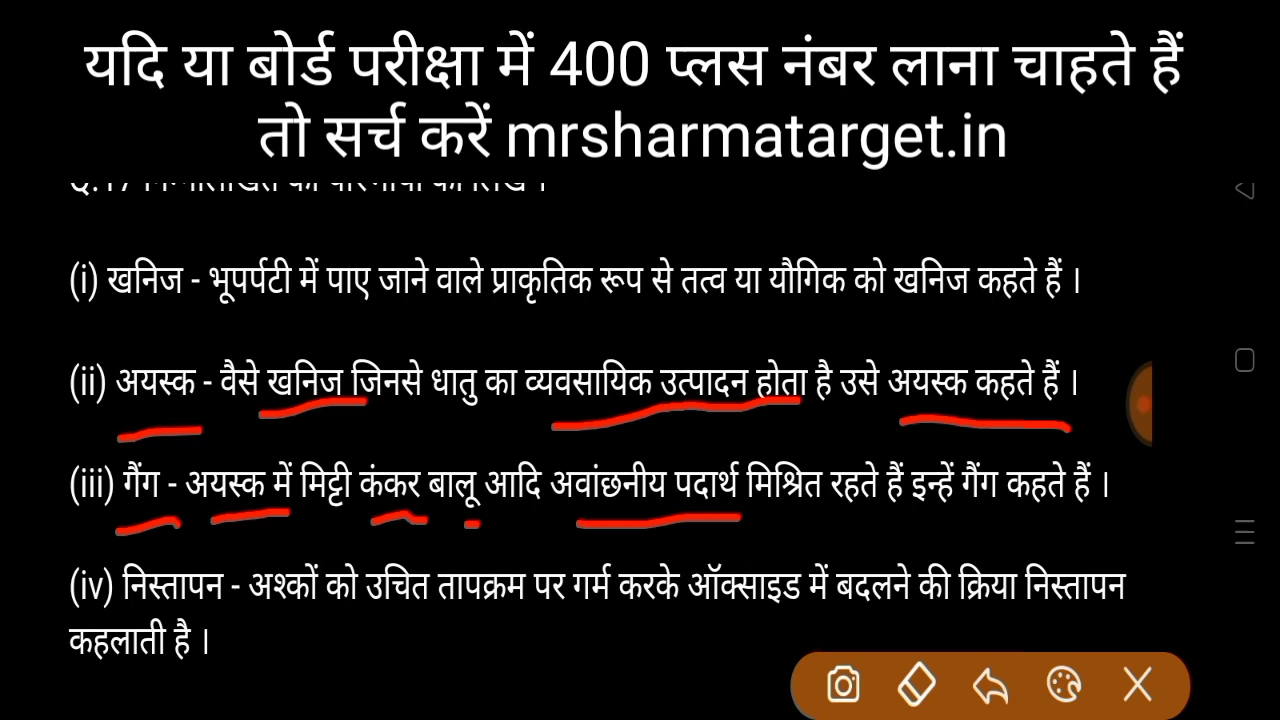 यदि या बोर्ड परीक्षा में 400 प्लस नंबर लाना चाहते हैं
तो सर्च करें mrsharmatarget.in
(i) खनिज - भूपर्पटी में पाए जाने वाले प्राकृतिक रूप से तत्व या यौगिक को खनिज कहते हैं ।
(ii) अयस्क - वैसे खनिज जिनसे धातु का व्यवसायिक उत्पादन होता है उसे अयस्क कहते हैं ।
(iii) गैंग - अयस्क में मिट्टी कंकर बालू आदि अवांछनीय पदार्थ मिश्रित रहते हैं इन्हें गैंग कहते हैं ।
(iv) निस्तापन - अश्कों को उचित तापक्रम पर गर्म करके ऑक्साइड में बदलने की क्रिया निस्तापन
कहलाती है ।